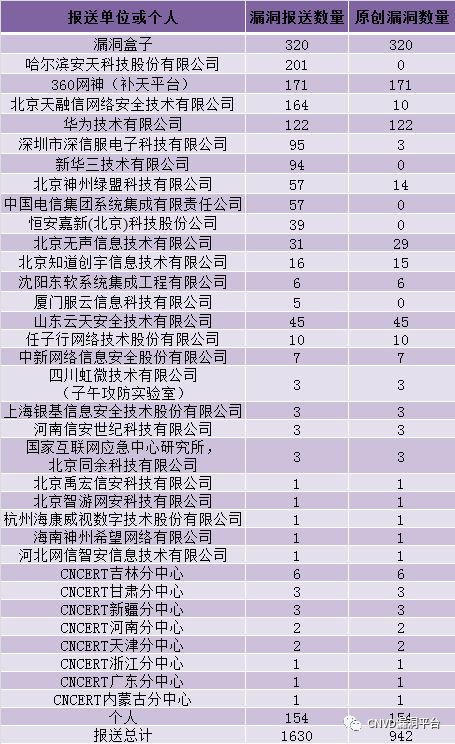 报送单位或个人 漏洞报送数量 原创漏洞数量
漏洞盒子 320 320
哈尔滨安天科技股份有限公司 201 0
360网神（补天平台） 171 171
北京天融信网络安全技术有限公司 164 10
华为技术有限公司 122 122
深圳市深信服电子科技有限公司 95 3
新华三技术有限公司 94 0
北京神州绿盟科技有限公司 57 14
中国电信集团系统集成有限责任公司 57 0
恒安嘉新(北京)科技股份公司 39 0
北京无声信息技术有限公司 31 29
北京知道创宇信息技术有限公司 16 15
沈阳东软系统集成工程有限公司 6 6
厦门服云信息科技有限公司 5 0
山东云天安全技术有限公司 45 45
任子行网络技术股份有限公司 10 10
中新网络信息安全股份有限公司 7 7
四川虹微技术有限公司
（子午攻防实验室） 3 3
上海银基信息安全技术股份有限公司 3 3
河南信安世纪科技有限公司 3 3
国家互联网应急中心研究所，
北京同余科技有限公司 3 3
北京禹宏信安科技有限公司 1 1
北京智游网安科技有限公司 1 1
杭州海康威视数字技术股份有限公司 1 1
海南神州希望网络有限公司 1 1
河北网信智安信息技术有限公司 1 1
CNCERT吉林分中心 6 6
CNCERT甘肃分中心 3 3
CNCERT新疆分中心 3 3
CNCERT河南分中心 2 2
CNCERT天津分中心 2 2
CNCERT浙江分中心 1 1
CNCERT广东分中心 1 1
CNCERT内蒙古分中心 1 1
个人 154 154
报送总计 1630 942
CNVD漏洞平台